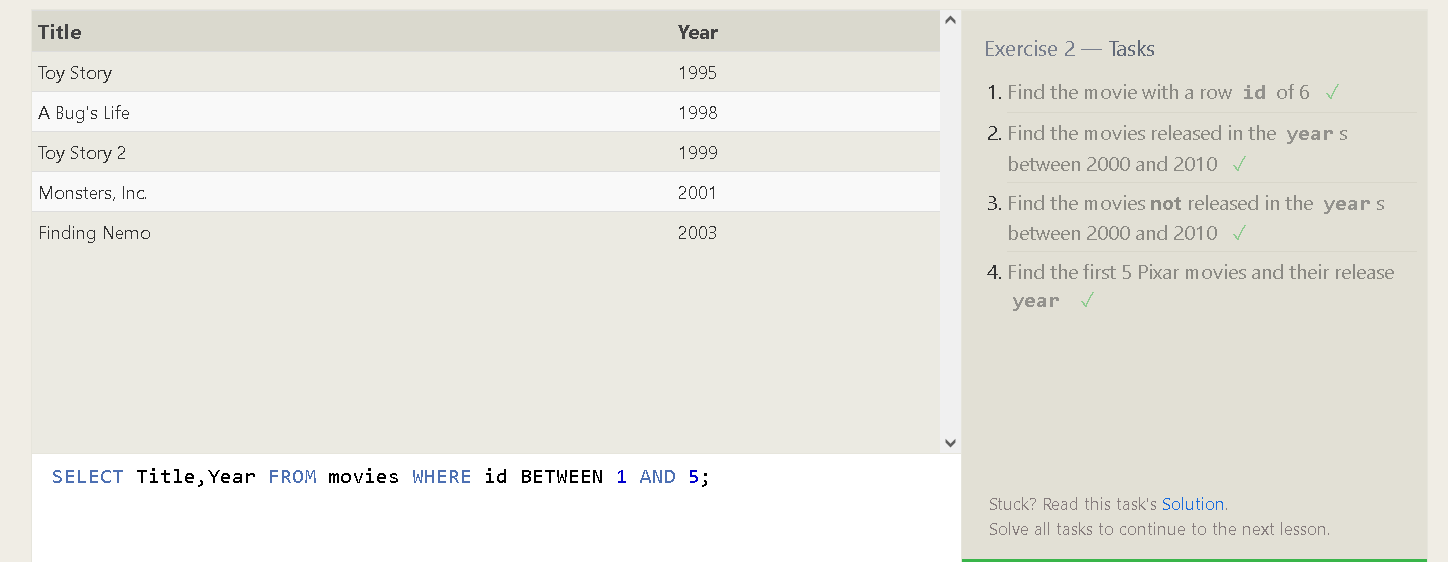 Title Year
Toy Story 1995
A Bug's Life 1998
Toy Story 2 1999
Monsters, Inc. 2001
Finding Nemo 2003
SELECT Title,Year FROM movies WHERE id BETWEEN 1 AND 5;
Exercise 2 — Tasks
1. Find the movie with a row id of 6 ✓
2. Find the movies released in the year s
between 2000 and 2010 ✓
3. Find the movies not released in the year s
between 2000 and 2010 ✓
4. Find the first 5 Pixar movies and their release
year ✓
Stuck? Read this task's Solution.
Solve all tasks to continue to the next lesson.